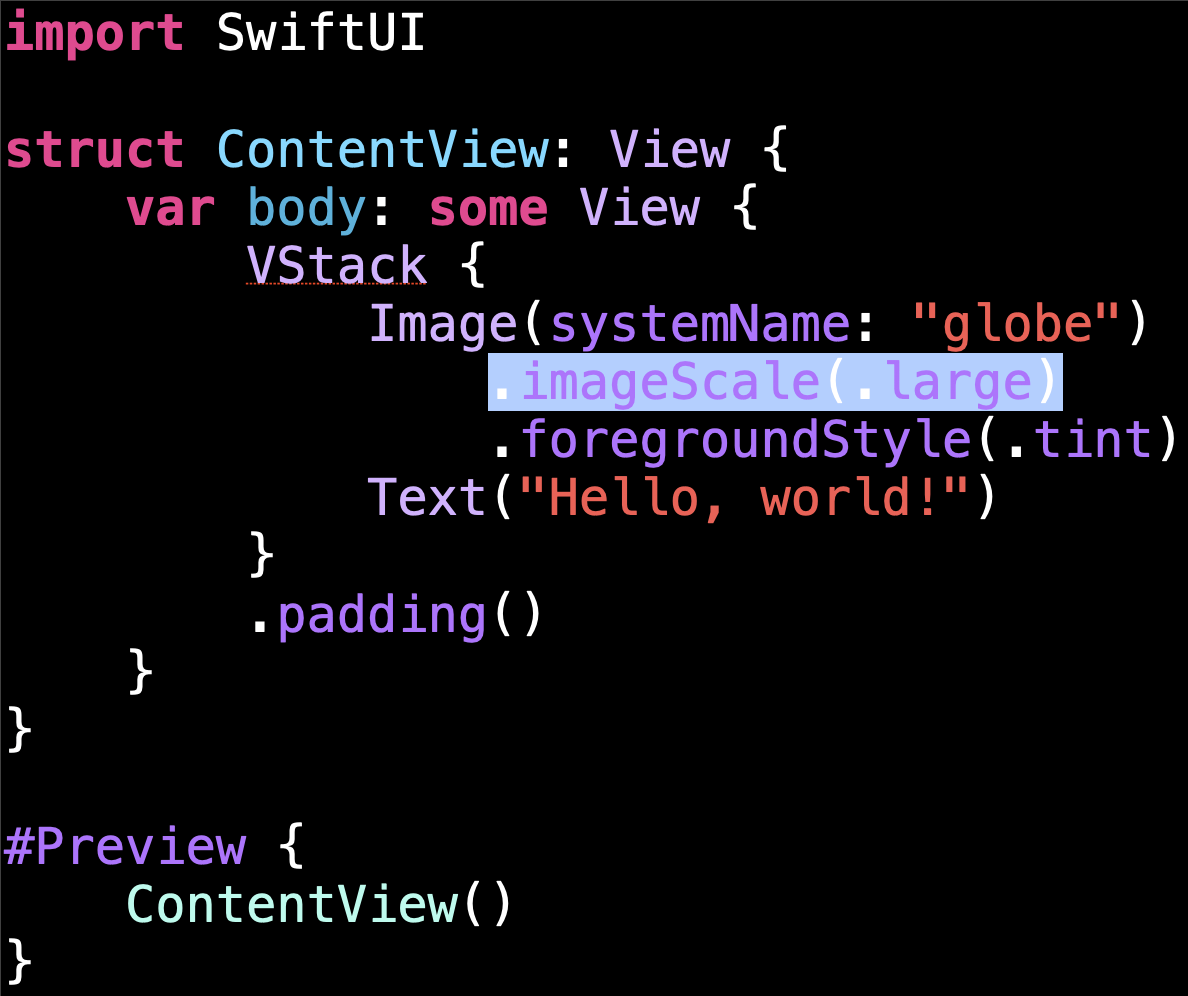 import SwiftUI

struct ContentView: View {
    var body: some View {
        VStack {
            Image(systemName: "globe")
                .imageScale(.large)
                .foregroundStyle(.tint)
            Text("Hello, world!")
        }
        .padding()
    }
}

#Preview {
    ContentView()
}